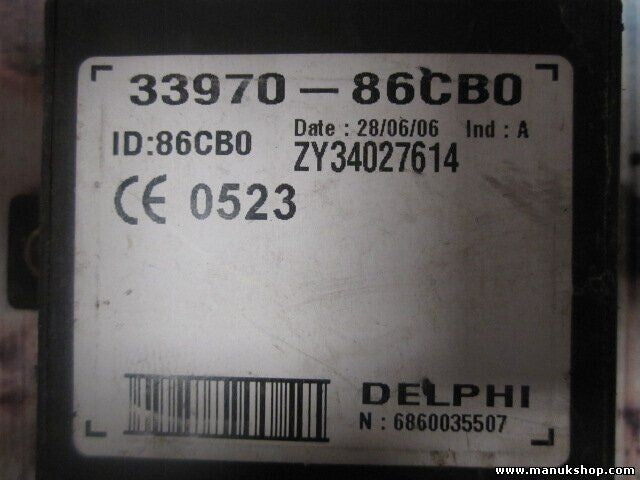 33970-86CB0
ID:86CB0
Date : 28/06/06 Ind : A
ZY34027614
CE 0523
DELPHI
N : 6860035507
www.manukshop.com